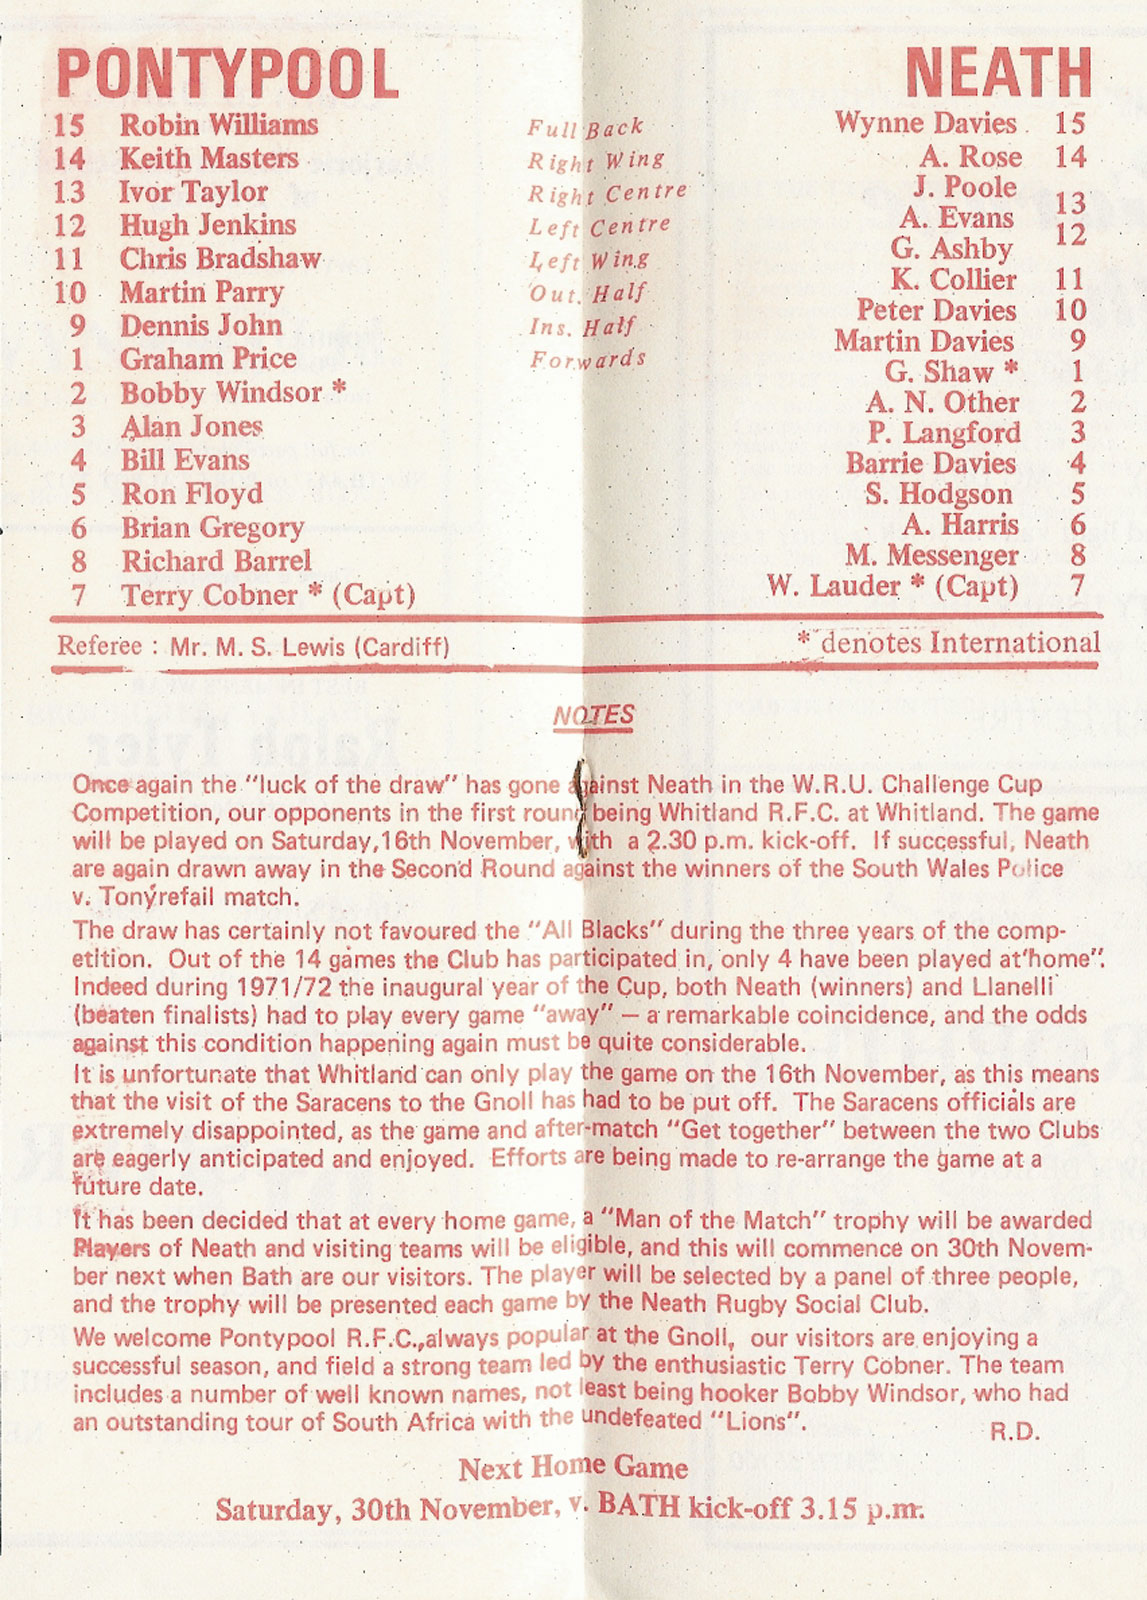 PONTYPOOL NEATH
15 Robin Williams Full Back Wynne Davies 15
14 Keith Masters Right Wing A. Rose 14
13 Ivor Taylor Right Centre J. Poole
A. Evans 13
12 Hugh Jenkins Left Centre G. Ashby 12
11 Chris Bradshaw Left Wing K. Collier 11
10 Martin Parry Out. Half Peter Davies 10
9 Dennis John Ins. Half Martin Davies 9
1 Graham Price Forwards G. Shaw * 1
2 Bobby Windsor * A. N. Other 2
3 Alan Jones P. Langford 3
4 Bill Evans Barrie Davies 4
5 Ron Floyd S. Hodgson 5
6 Brian Gregory A. Harris 6
8 Richard Barrel M. Messenger 8
7 Terry Cobner * (Capt) W. Lauder * (Capt) 7
Referee : Mr. M. S. Lewis (Cardiff) * denotes International
NOTES
Once again the "luck of the draw" has gone against Neath in the W.R.U. Challenge Cup
Competition, our opponents in the first round being Whitland R.F.C. at Whitland. The game
will be played on Saturday,16th November, with a 2.30 p.m. kick-off. If successful, Neath
are again drawn away in the Second Round against the winners of the South Wales Police
v. Tonyrefail match.
The draw has certainly not favoured the "All Blacks" during the three years of the comp-
etition. Out of the 14 games the Club has participated in, only 4 have been played at"home".
Indeed during 1971/72 the inaugural year of the Cup, both Neath (winners) and Llanelli
(beaten finalists) had to play every game "away" — a remarkable coincidence, and the odds
against this condition happening again must be quite considerable.
It is unfortunate that Whitland can only play the game on the 16th November, as this means
that the visit of the Saracens to the Gnoll has had to be put off. The Saracens officials are
extremely disappointed, as the game and after-match "Get together" between the two Clubs
are eagerly anticipated and enjoyed. Efforts are being made to re-arrange the game at a
future date.
It has been decided that at every home game, a "Man of the Match" trophy will be awarded
Players of Neath and visiting teams will be eligible, and this will commence on 30th Novem-
ber next when Bath are our visitors. The player will be selected by a panel of three people,
and the trophy will be presented each game by the Neath Rugby Social Club.
We welcome Pontypool R.F.C.,always popular at the Gnoll, our visitors are enjoying a
successful season, and field a strong team led by the enthusiastic Terry Cobner. The team
includes a number of well known names, not least being hooker Bobby Windsor, who had
an outstanding tour of South Africa with the undefeated "Lions".
R.D.
Next Home Game
Saturday, 30th November, v. BATH kick-off 3.15 p.m.